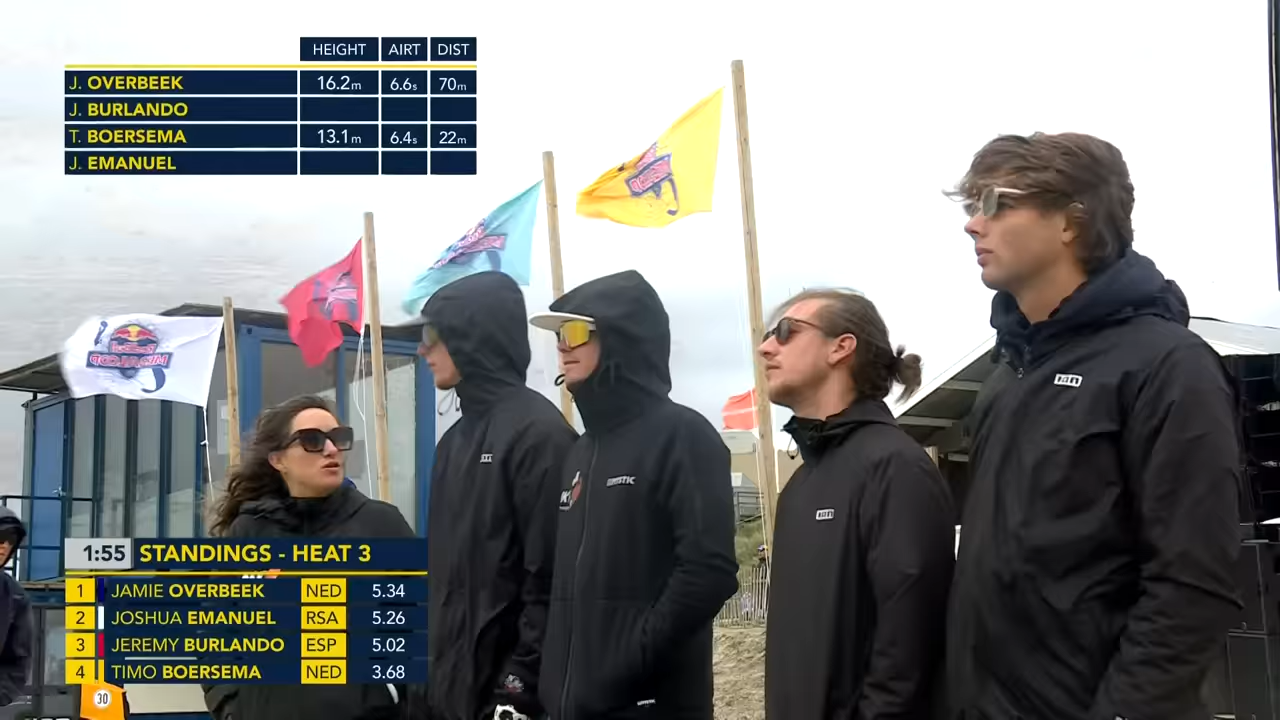 HEIGHT AIRT DIST
J. OVERBEEK 16.2m 6.6s 70m
J. BURLANDO
T. BOERSEMA 13.1m 6.4s 22m
J. EMANUEL
ION
MYSTIC
ION
1:55 STANDINGS - HEAT 3
1 JAMIE OVERBEEK NED 5.34
2 JOSHUA EMANUEL RSA 5.26
3 JEREMY BURLANDO ESP 5.02
4 TIMO BOERSEMA NED 3.68
30